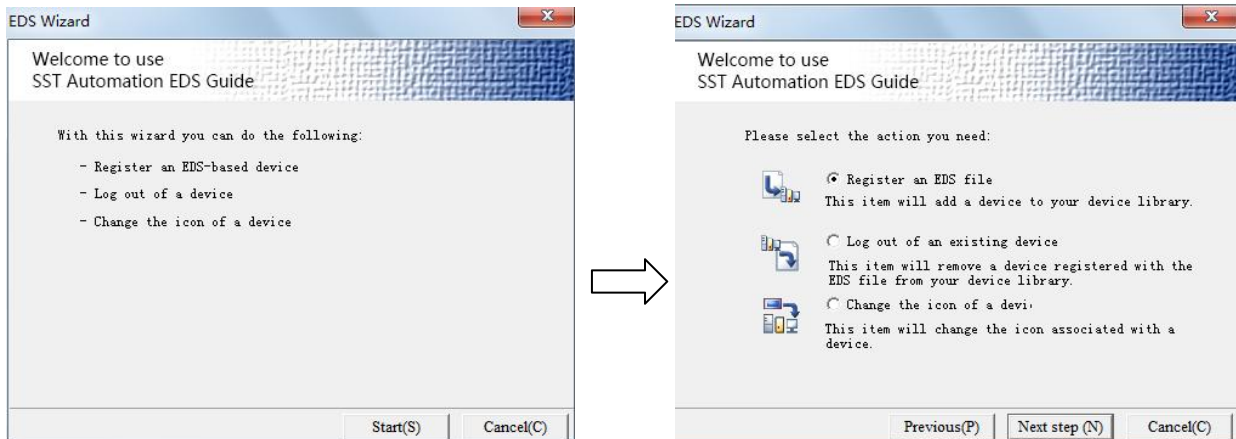 EDS Wizard
Welcome to use
SST Automation EDS Guide
With this wizard you can do the following:
- Register an EDS-based device
- Log out of a device
- Change the icon of a device
Start(S)
Cancel(C)
EDS Wizard
Welcome to use
SST Automation EDS Guide
Please select the action you need:
Register an EDS file
This item will add a device to your device library.
Log out of an existing device
This item will remove a device registered with the
EDS file from your device library.
Change the icon of a devi
This item will change the icon associated with a
device.
Previous(P)
Next step (N)
Cancel(C)